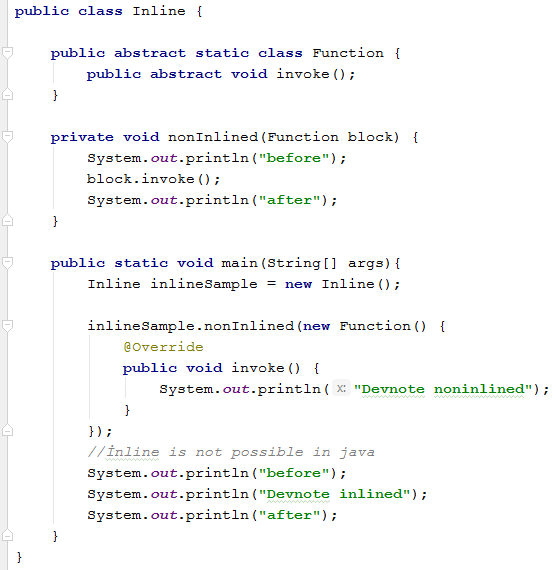 public class Inline {
public abstract static class Function {
public abstract void invoke();
}
private void nonInlined(Function block) {
System.out.println("before");
block.invoke();
System.out.println("after");
}
public static void main(String[] args){
Inline inlineSample = new Inline();
inlineSample.nonInlined(new Function() {
@Override
public void invoke() {
System.out.println( x: "Devnote noninlined");
}
});
//İnline is not possible in java
System.out.println("before");
System.out.println("Devnote inlined");
System.out.println("after");
}
}